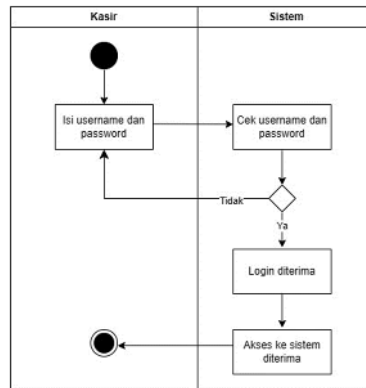 Kasir
Sistem
Isi username dan
password
Cek username dan
password
Tidak
Ya
Login diterima
Akses ke sistem
diterima